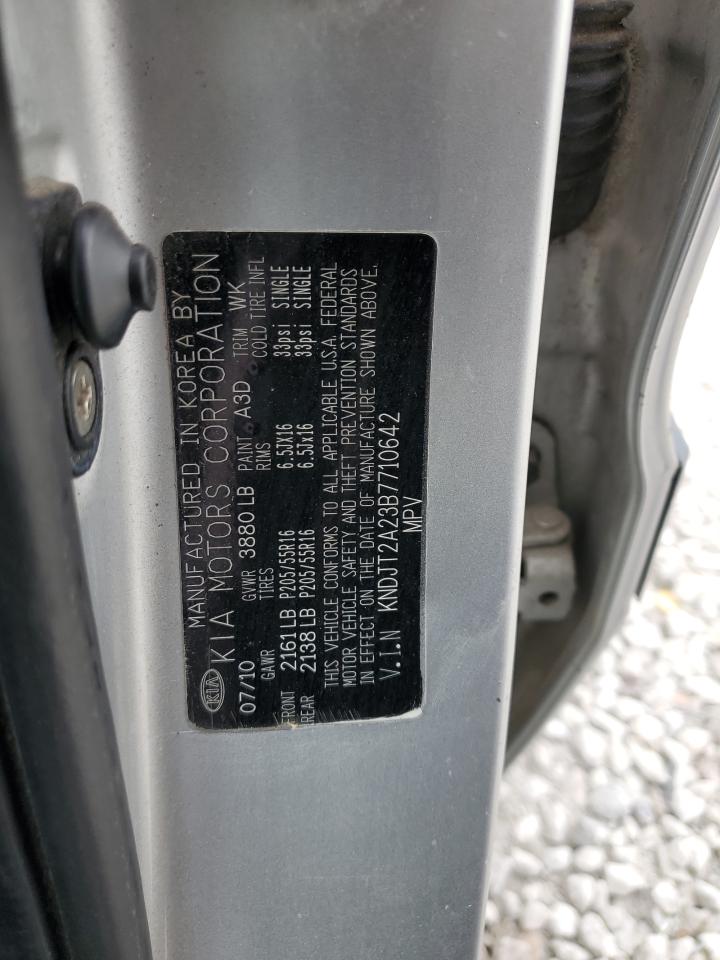 MANUFACTURED IN KOREA BY
KIA KIA MOTORS CORPORATION
07/10 GVWR 3880 LB PAINT A3D TRIM WK
GAWR TIRES RIMS COLD TIRE INFL
FRONT 2161 LB P205/55R16 6.5JX16 33psi SINGLE
REAR 2138 LB P205/55R16 6.5Jx16 33psi SINGLE
THIS VEHICLE CONFORMS TO ALL APPLICABLE U.S.A. FEDERAL
MOTOR VEHICLE SAFETY AND THEFT PREVENTION STANDARDS
IN EFFECT ON THE DATE OF MANUFACTURE SHOWN ABOVE.
V.I.N KNDJT2A23B7710642
MPV